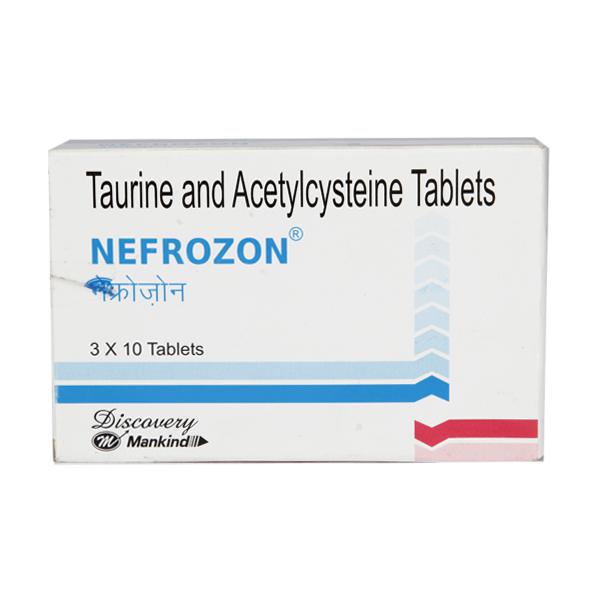 Taurine and Acetylcysteine Tablets
NEFROZON®
3 X 10 Tablets
Discovery
M Mankind